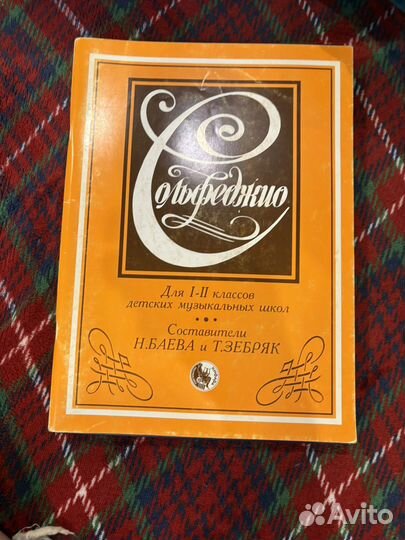 Сольфеджио
Для I-II классов
детских музыкальных школ
Составители
Н.БАЕВА и Т.ЗЕБРЯК
Avito